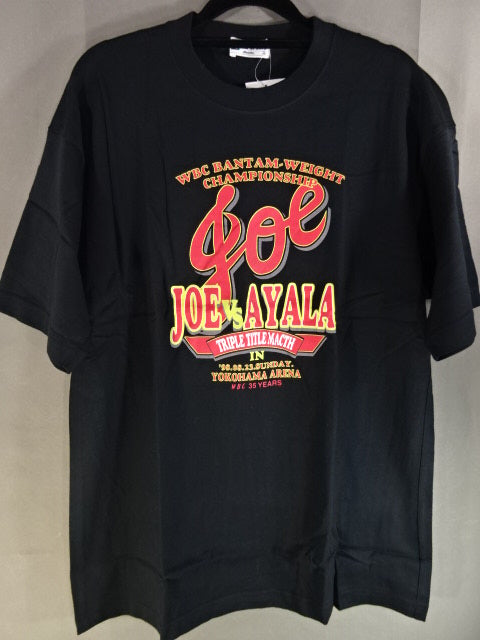 WBC BANTAM-WEIGHT
CHAMPIONSHIP
Joe
JOE VS AYALA
TRIPLE TITLE MACTH
IN
'98.08.23.SUNDAY.
YOKOHAMA ARENA
WBC 35 YEARS